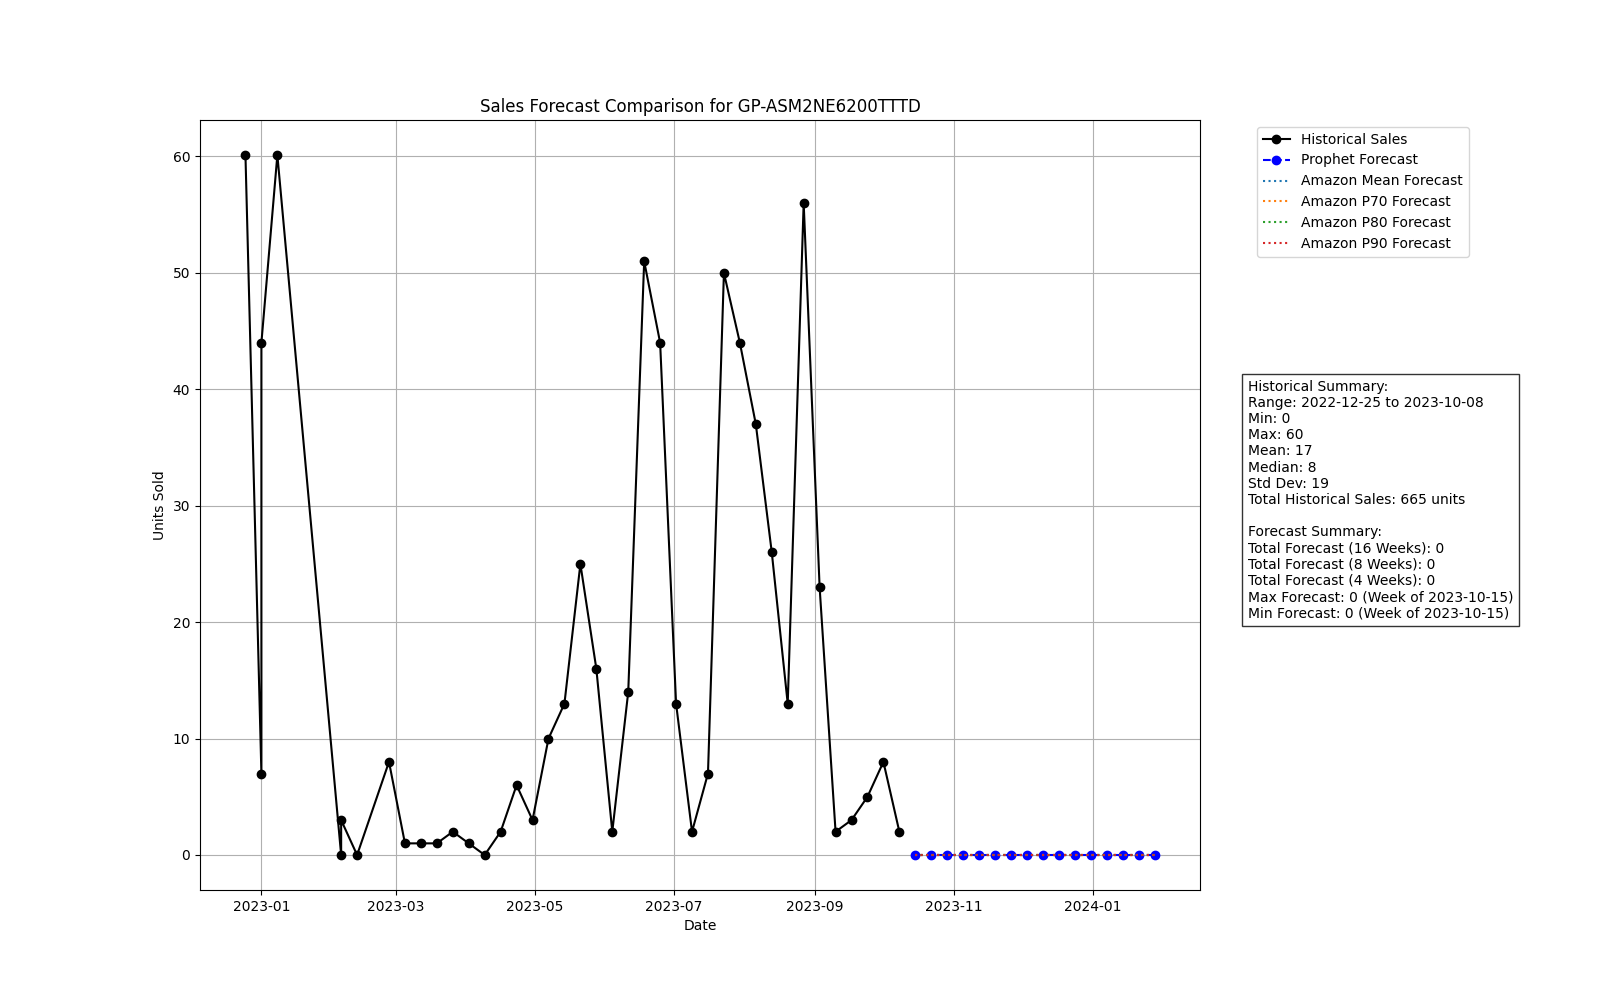 Sales Forecast Comparison for GP-ASM2NE6200TTTD
Historical Sales
Prophet Forecast
Amazon Mean Forecast
Amazon P70 Forecast
Amazon P80 Forecast
Amazon P90 Forecast
60
50
40
30
20
10
0
Units Sold
2023-01
2023-03
2023-05
2023-07
2023-09
2023-11
2024-01
Date
Historical Summary:
Range: 2022-12-25 to 2023-10-08
Min: 0
Max: 60
Mean: 17
Median: 8
Std Dev: 19
Total Historical Sales: 665 units
Forecast Summary:
Total Forecast (16 Weeks): 0
Total Forecast (8 Weeks): 0
Total Forecast (4 Weeks): 0
Max Forecast: 0 (Week of 2023-10-15)
Min Forecast: 0 (Week of 2023-10-15)